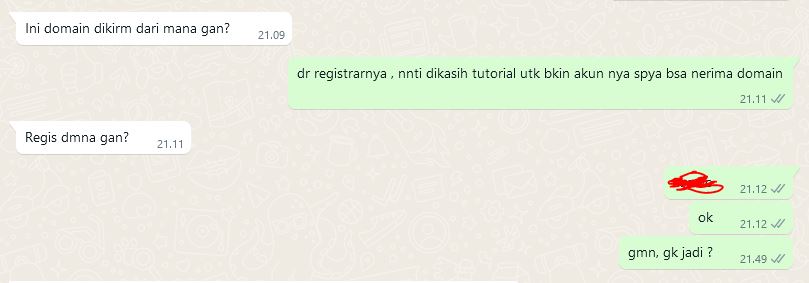 Ini domain dikirm dari mana gan?
21.09
dr registrarnya , nnti dikasih tutorial utk bkin akun nya spya bsa nerima domain
21.11
Regis dmna gan?
21.11
21.12
ok
21.12
gmn, gk jadi ?
21.49